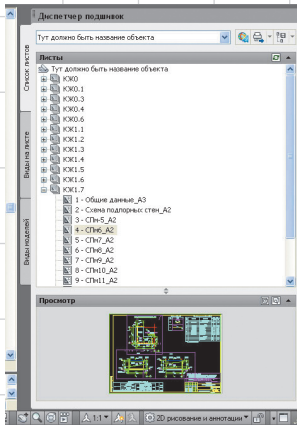 Диспетчер подшивок
Тут должно быть название объекта
Листы
Тут должно быть название объекта
КЖ0
КЖ0.1
КЖ0.3
КЖ0.4
КЖ0.6
КЖ1.1
КЖ1.2
КЖ1.3
КЖ1.4
КЖ1.5
КЖ1.6
КЖ1.7
1 - Общие данные_А3
2 - Схема подпорных стен_А2
3 - СПн-5_А2
4 - СПн6_А2
5 - СПн7_А2
6 - СПн8_А2
7 - СПн9_А2
8 - СПн10_А2
9 - СПн11_А2
Список листов
Виды на листе
Виды моделей
Просмотр
1:1
2D рисование и аннотации